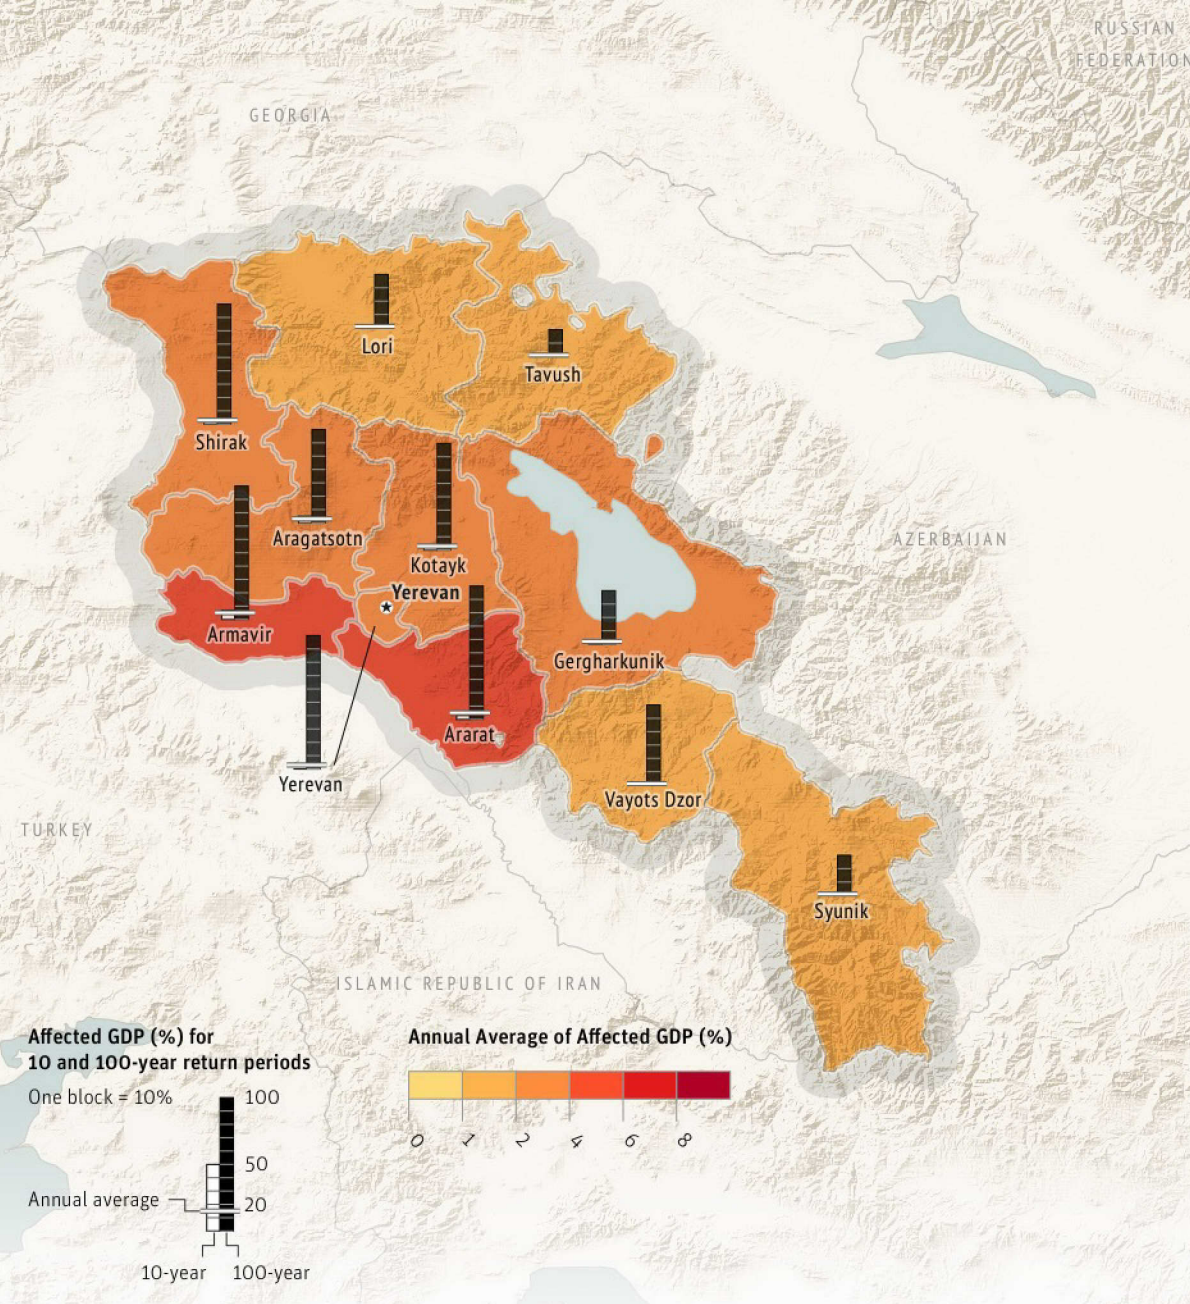 RUSSIAN
FEDERATION
GEORGIA
Lori
Tavush
Shirak
Aragatsotn
Kotayk
AZERBAIJAN
Yerevan
Armavir
Gergharkunik
Ararat
Yerevan
Vayots Dzor
TURKEY
Syunik
ISLAMIC REPUBLIC OF IRAN
Affected GDP (%) for
10 and 100-year return periods
One block = 10%
100
50
Annual average
20
10-year 100-year
Annual Average of Affected GDP (%)
0 1 2 4 6 8